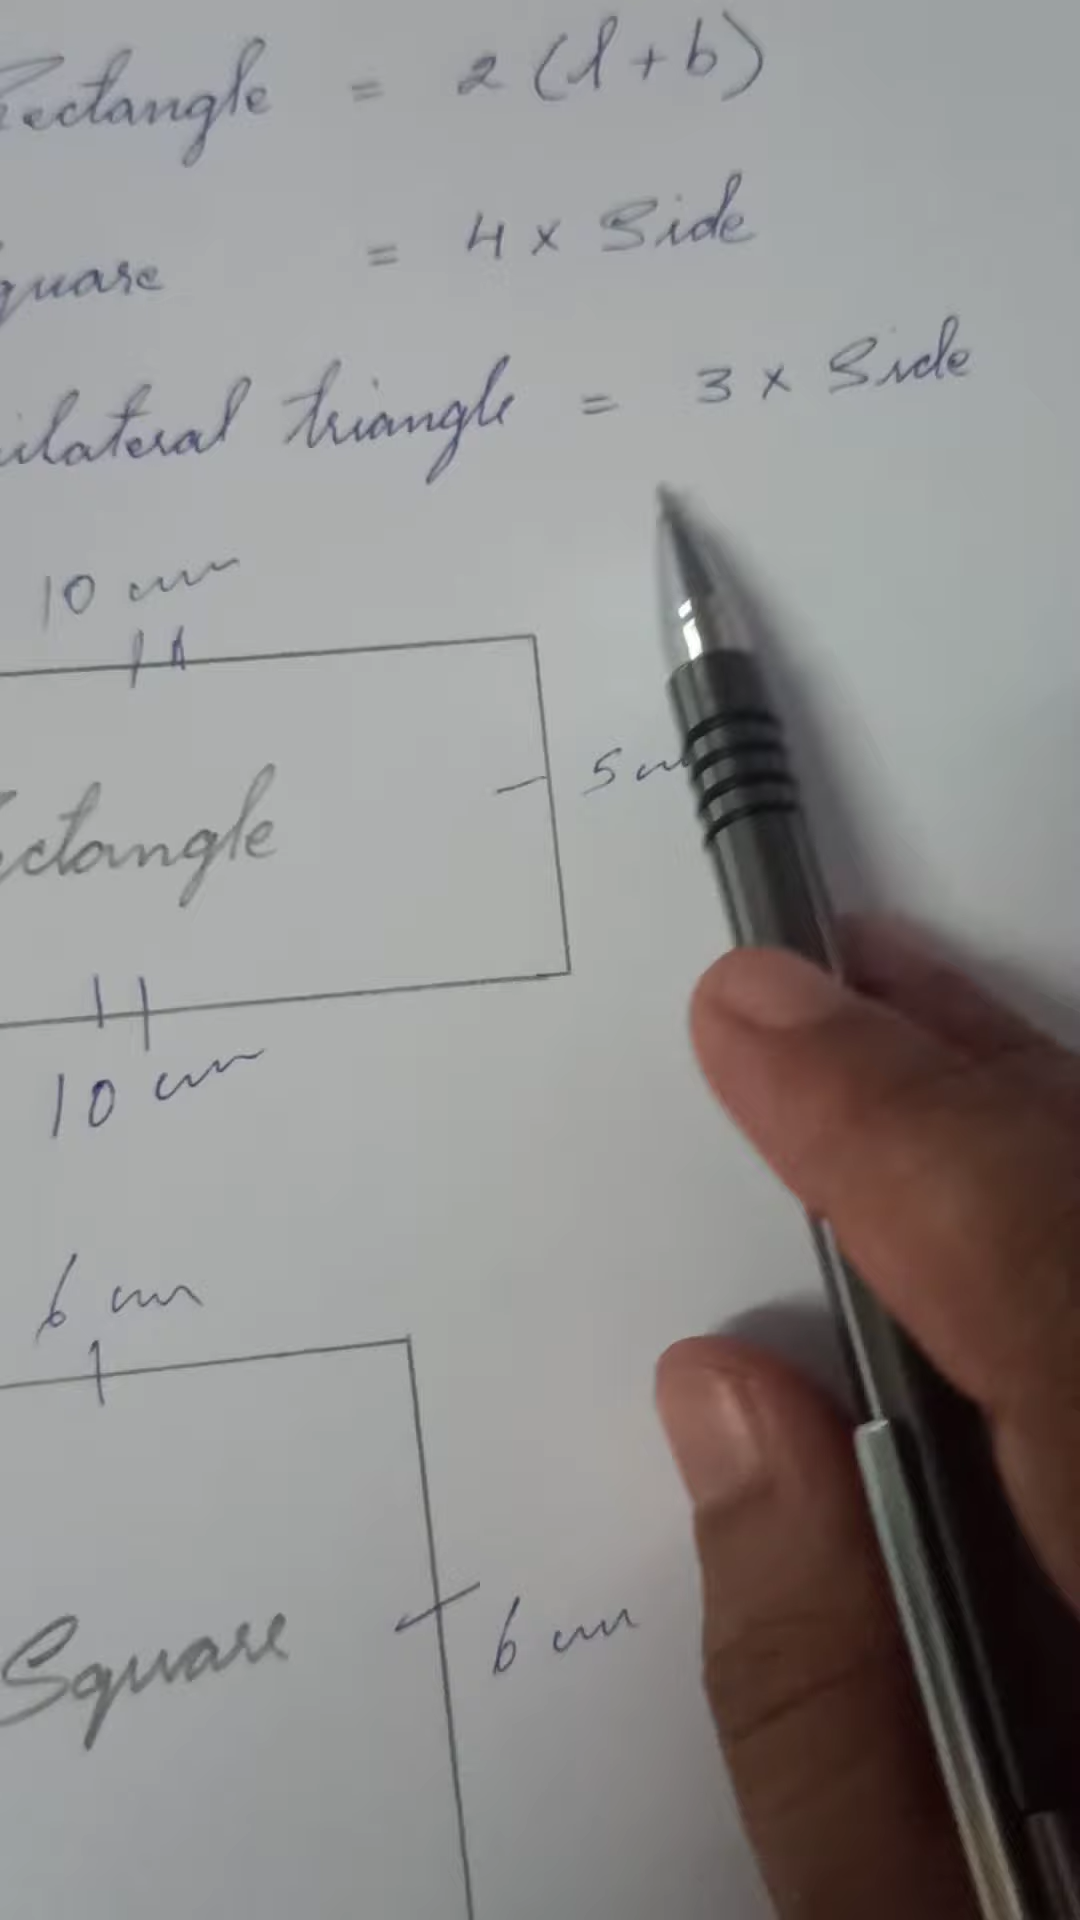 Rectangle = 2 (l + b)
quare = 4 × Side
ilateral triangle = 3 × Side
10 cm
5 cm
ectangle
10 cm
6 cm
Square
6 cm